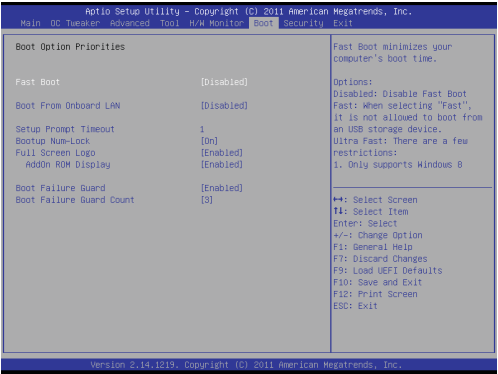 Aptio Setup Utility – Copyright (C) 2011 American Megatrends, Inc.
Main OC Tweaker Advanced Tool H/W Monitor Boot Security Exit
Boot Option Priorities
Fast Boot [Disabled]
Boot From Onboard LAN [Disabled]
Setup Prompt Timeout 1
Bootup Num-Lock [On]
Full Screen Logo [Enabled]
AddOn ROM Display [Enabled]
Boot Failure Guard [Enabled]
Boot Failure Guard Count [3]
Fast Boot minimizes your
computer's boot time.
Options:
Disabled: Disable Fast Boot
Fast: When selecting "Fast",
it is not allowed to boot from
an USB storage device.
Ultra Fast: There are a few
restrictions:
1. Only supports Windows 8
↔: Select Screen
↑↓: Select Item
Enter: Select
+/-: Change Option
F1: General Help
F7: Discard Changes
F9: Load UEFI Defaults
F10: Save and Exit
F12: Print Screen
ESC: Exit
Version 2.14.1219. Copyright (C) 2011 American Megatrends, Inc.